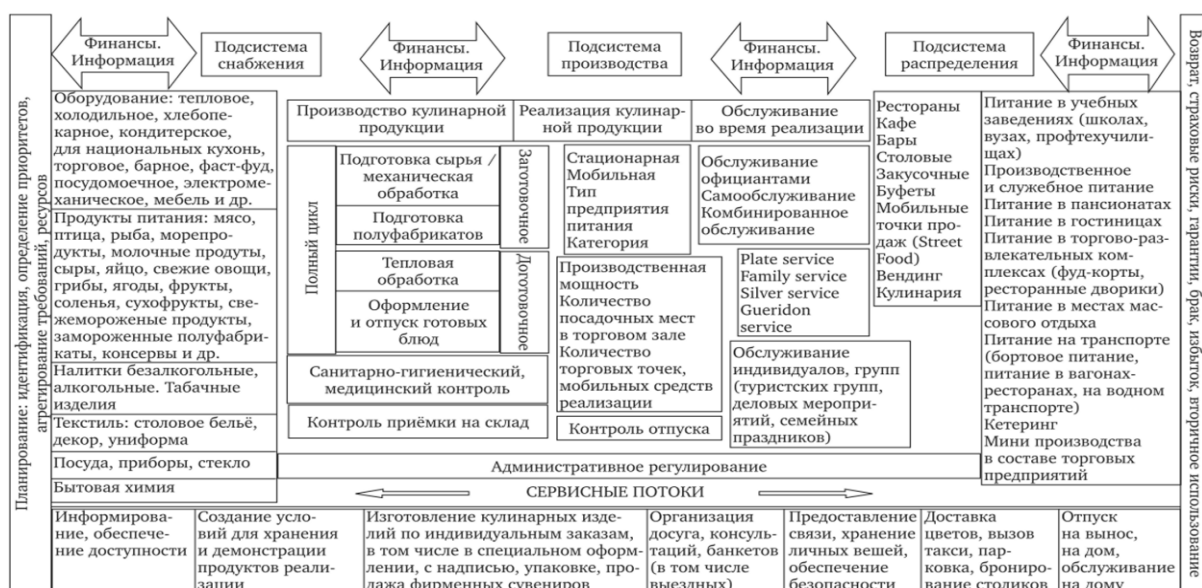 Планирование: идентификация, определение приоритетов,
агрегирование требований, ресурсов
Финансы.
Информация
Подсистема
снабжения
Финансы.
Информация
Подсистема
производства
Финансы.
Информация
Подсистема
распределения
Финансы.
Информация
Оборудование: тепловое,
холодильное, хлебопе-
карное, кондитерское,
для национальных кухонь,
торговое, барное, фаст-фуд,
посудомоечное, электроме-
ханическое, мебель и др.
Продукты питания: мясо,
птица, рыба, морепро-
дукты, молочные продуты,
сыры, яйцо, свежие овощи,
грибы, ягоды, фрукты,
соленья, сухофрукты, све-
жемороженые продукты,
замороженные полуфабри-
каты, консервы и др.
Налитки безалкогольные,
алкогольные. Табачные
изделия
Текстиль: столовое бельё,
декор, униформа
Посуда, приборы, стекло
Бытовая химия
Производство кулинарной
продукции
Полный цикл
Подготовка сырья /
механическая
обработка
Подготовка
полуфабрикатов
Заготовочное
Тепловая
обработка
Оформление
и отпуск готовых
блюд
Доготовочное
Санитарно-гигиенический,
медицинский контроль
Контроль приёмки на склад
Реализация кулинар-
ной продукции
Стационарная
Мобильная
Тип
предприятия
питания
Категория
Производственная
мощность
Количество
посадочных мест
в торговом зале
Количество
торговых точек,
мобильных средств
реализации
Контроль отпуска
Обслуживание
во время реализации
Обслуживание
официантами
Самообслуживание
Комбинированное
обслуживание
Plate service
Family service
Silver service
Gueridon
service
Обслуживание
индивидуалов, групп
(туристских групп,
деловых меропри-
ятий, семейных
праздников)
Рестораны
Кафе
Бары
Столовые
Закусочные
Буфеты
Мобильные
точки про-
даж (Street
Food)
Вендинг
Кулинария
Питание в учебных
заведениях (школах,
вузах, профтехучили-
щах)
Производственное
и служебное питание
Питание в пансионатах
Питание в гостиницах
Питание в торгово-раз-
влекательных ком-
плексах (фуд-корты,
ресторанные дворики)
Питание в местах мас-
сового отдыха
Питание на транспорте
(бортовое питание,
питание в вагонах-
ресторанах, на водном
транспорте)
Кетеринг
Мини производства
в составе торговых
предприятий
Административное регулирование
СЕРВИСНЫЕ ПОТОКИ
Информирова-
ние, обеспече-
ние доступности
Создание усло-
вий для хранения
и демонстрации
продуктов реали-
зации
Изготовление кулинарных изде-
лий по индивидуальным заказам,
в том числе в специальном оформ-
лении, с надписью, упаковке, про-
дажа фирменных сувениров
Организация
досуга, консуль-
таций, банкетов
(в том числе
выездных)
Предоставление
связи, хранение
личных вешей,
обеспечение
безопасности
Доставка
цветов, вызов
такси, пар-
ковка, брониро-
вание столиков
Отпуск
на вынос,
на дом,
обслуживание
на дому
Возврат, страховые риски, гарантии, брак, избыток, вторичное использование